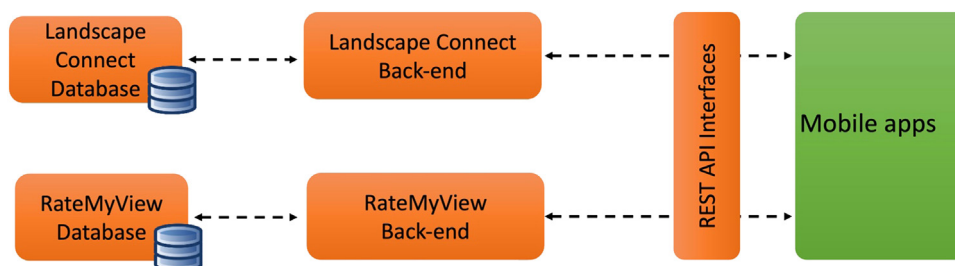 Landscape
Connect
Database
Landscape Connect
Back-end
REST API Interfaces
Mobile apps
RateMyView
Database
RateMyView
Back-end